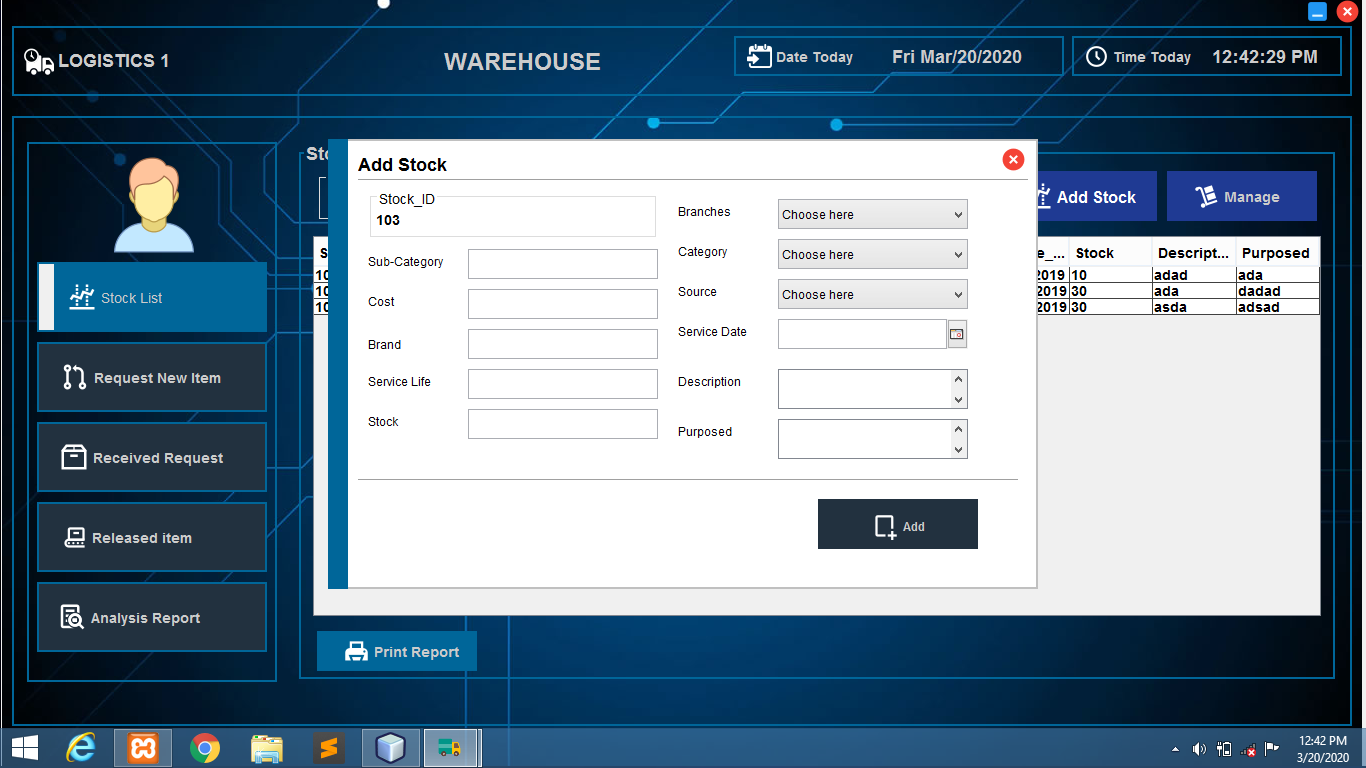 LOGISTICS 1
WAREHOUSE
Date Today
Fri Mar/20/2020
Time Today
12:42:29 PM
Stock List
Request New Item
Received Request
Released item
Analysis Report
Add Stock
Manage
Add Stock
Stock_ID
103
Sub-Category
Cost
Brand
Service Life
Stock
Branches
Choose here
Category
Choose here
Source
Choose here
Service Date
Description
Purposed
Add
e_... Stock Descript... Purposed
2019 10 adad ada
2019 30 ada dadad
2019 30 asda adsad
Print Report
12:42 PM
3/20/2020